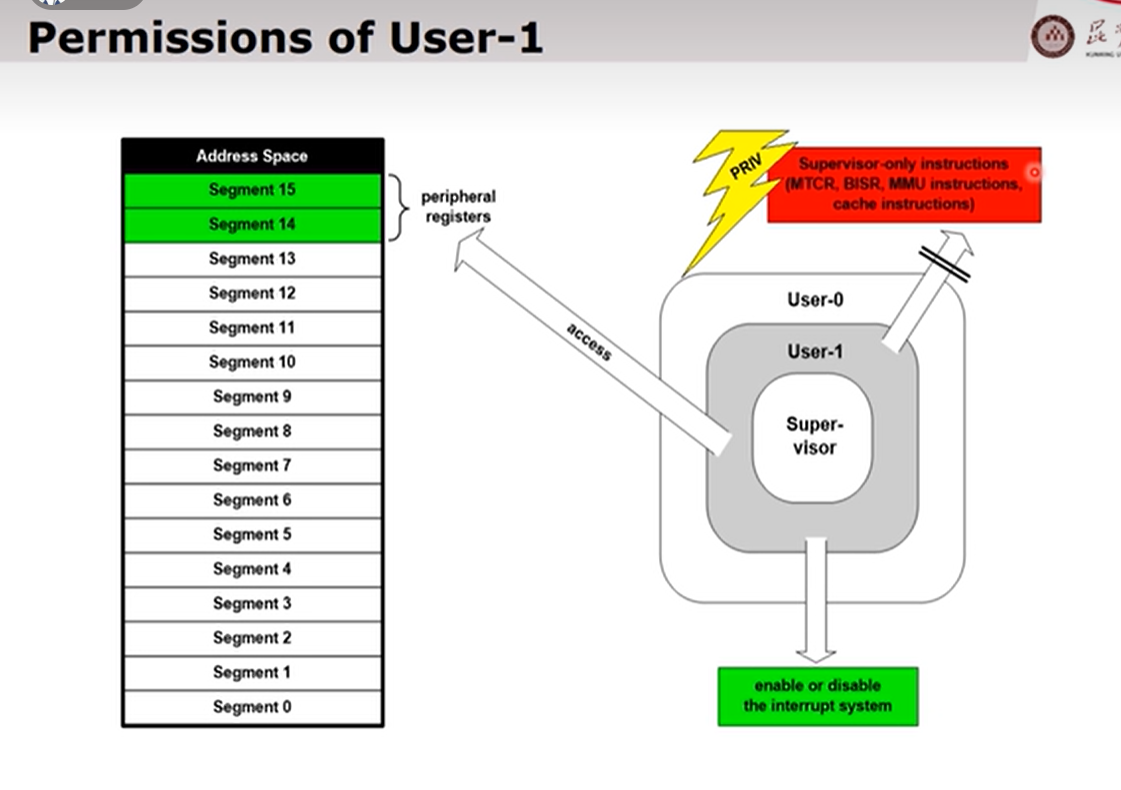 Permissions of User-1
Address Space
Segment 15
Segment 14
Segment 13
Segment 12
Segment 11
Segment 10
Segment 9
Segment 8
Segment 7
Segment 6
Segment 5
Segment 4
Segment 3
Segment 2
Segment 1
Segment 0
peripheral
registers
access
PRIV
Supervisor-only instructions
(MTCR, BISR, MMU instructions,
cache instructions)
User-0
User-1
Super-
visor
enable or disable
the interrupt system